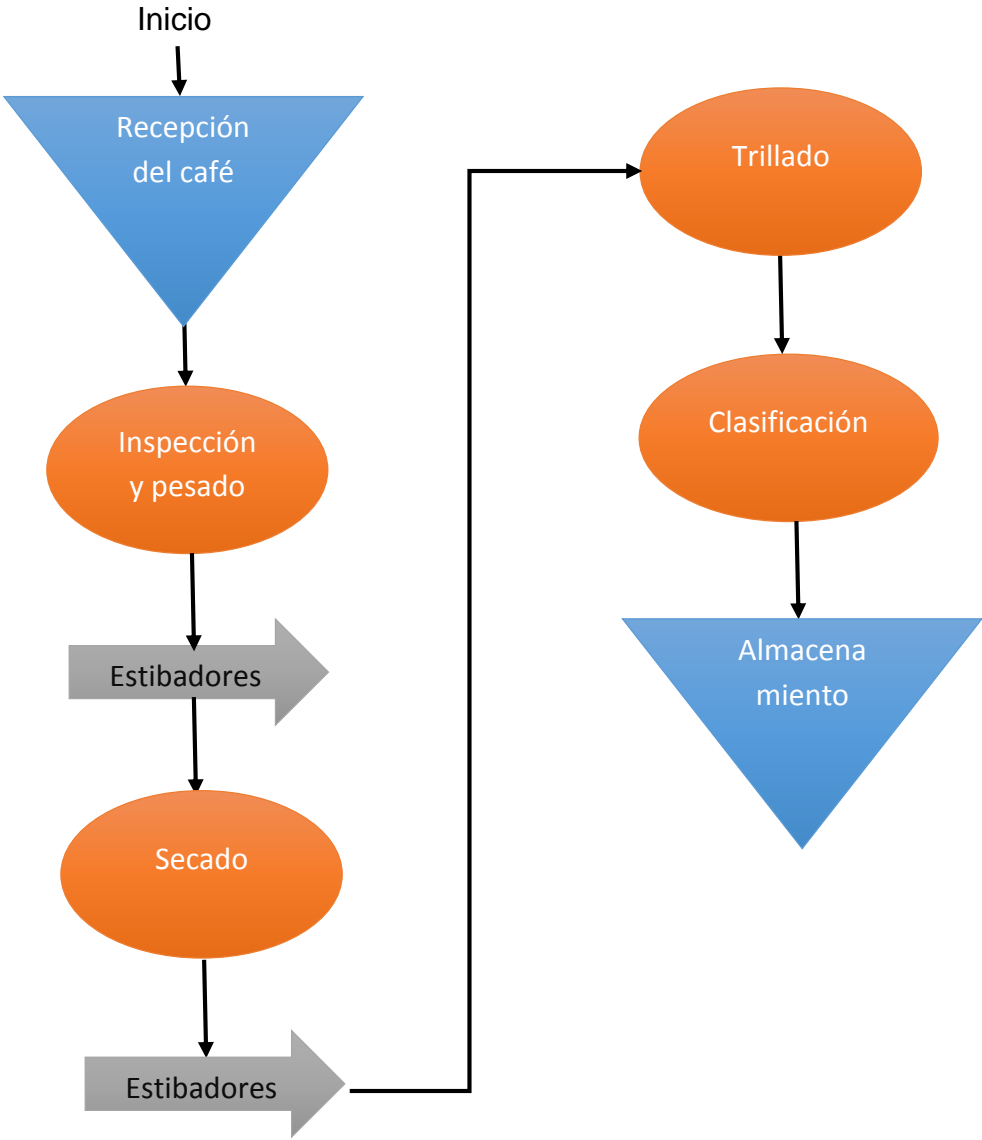 Inicio
Recepción
del café
Inspección
y pesado
Estibadores
Secado
Estibadores
Trillado
Clasificación
Almacena
miento